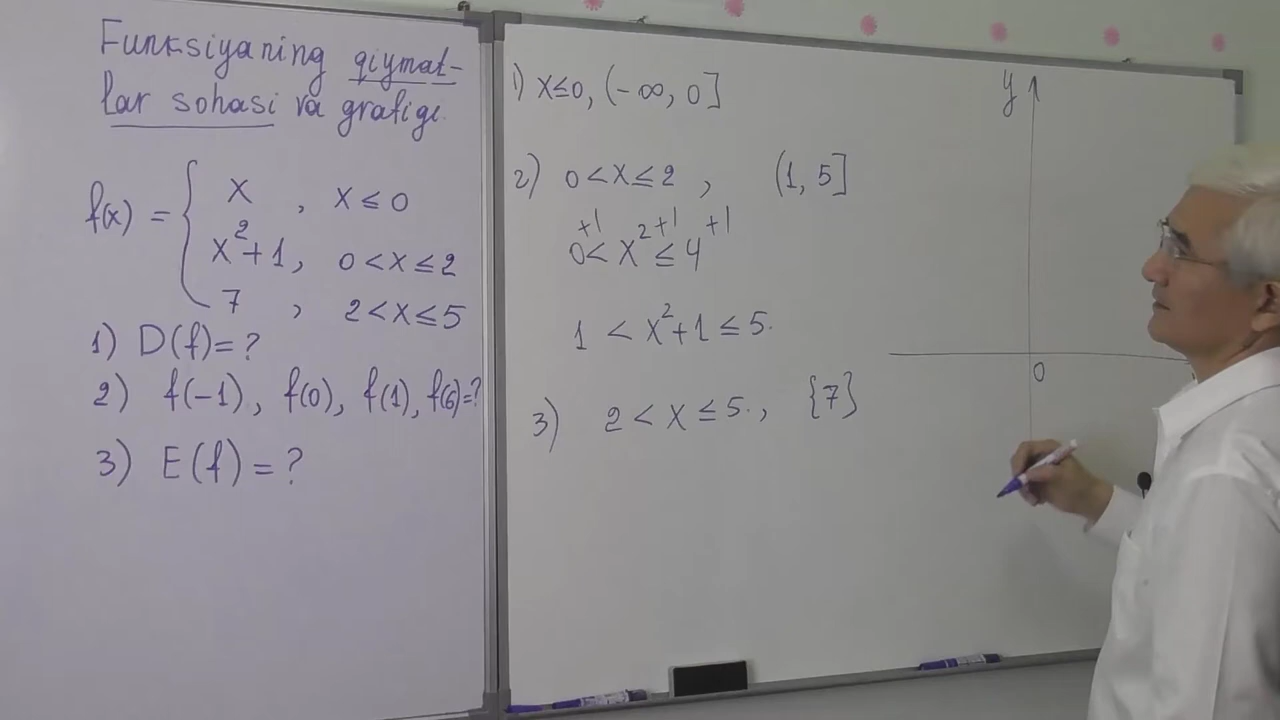 Funksiyaning qiymat-
lar sohasi va grafigi.
f(x) = { x , x ≤ 0
x²+1, 0 < x ≤ 2
7 , 2 < x ≤ 5
1) D(f) = ?
2) f(-1), f(0), f(1), f(6)=?
3) E(f) = ?
1) x≤0, (-∞, 0]
2) 0 < x ≤ 2 , (1, 5]
+1 +1 +1
0 < x² ≤ 4
1 < x²+1 ≤ 5.
3) 2 < x ≤ 5., {7}
y
0